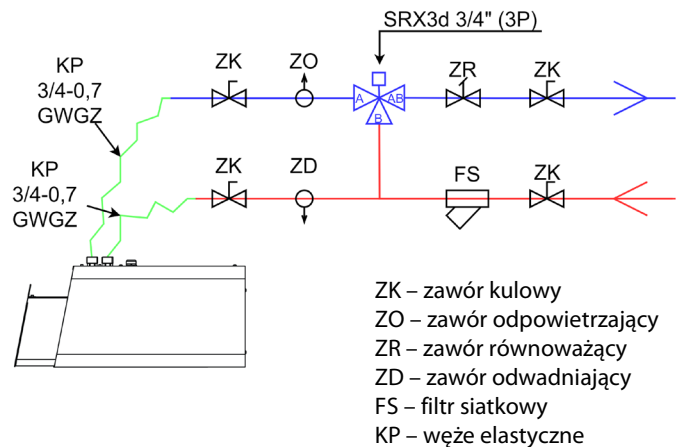 SRX3d 3/4" (3P)
KP
3/4-0,7
GWGZ
ZK
ZO
ZR
ZK
A
AB
B
KP
3/4-0,7
GWGZ
ZK
ZD
FS
ZK
ZK – zawór kulowy
ZO – zawór odpowietrzający
ZR – zawór równoważący
ZD – zawór odwadniający
FS – filtr siatkowy
KP – węże elastyczne